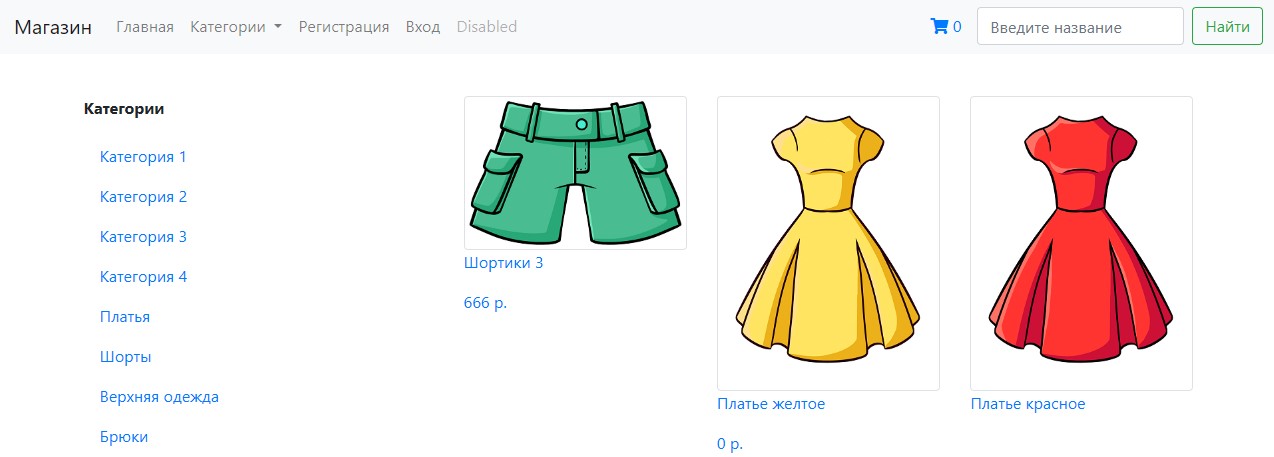 Магазин Главная Категории Регистрация Вход Disabled 0 Введите название Найти
Категории
Категория 1
Категория 2
Категория 3
Категория 4
Платья
Шорты
Верхняя одежда
Брюки
Шортики 3
666 р.
Платье желтое
0 р.
Платье красное